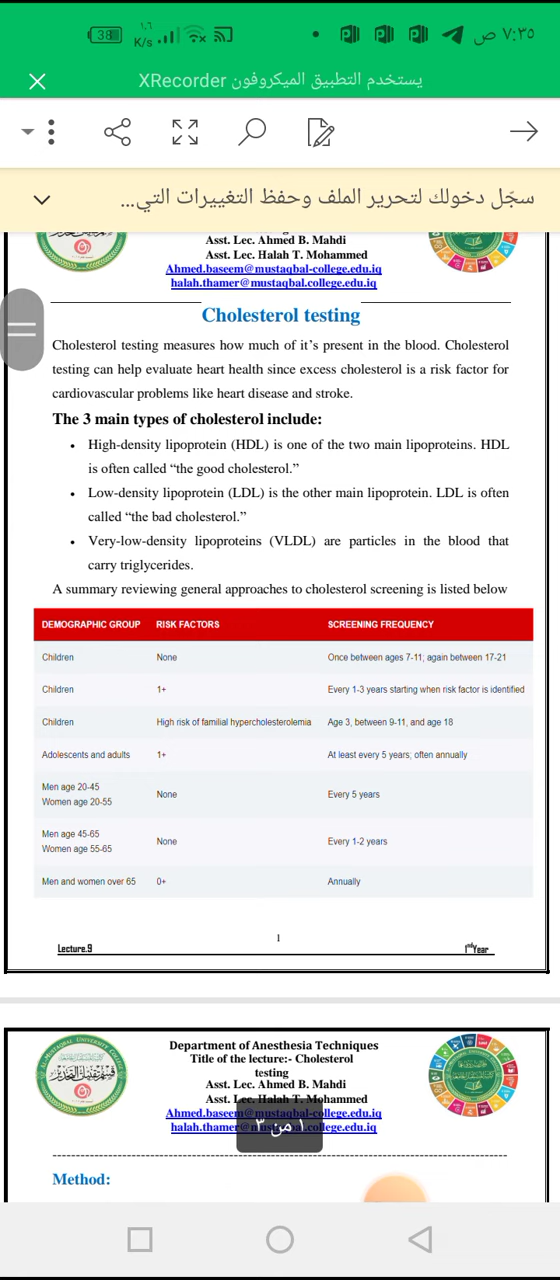 ٧:٣٥ ص
١,٦
K/s
38
يستخدم التطبيق الميكروفون XRecorder
سجّل دخولك لتحرير الملف وحفظ التغييرات التي...
Asst. Lec. Ahmed B. Mahdi
Asst. Lec. Halah T. Mohammed
Ahmed.baseem@mustaqbal-college.edu.iq
halah.thamer@mustaqbal.college.edu.iq
Cholesterol testing
Cholesterol testing measures how much of it’s present in the blood. Cholesterol
testing can help evaluate heart health since excess cholesterol is a risk factor for
cardiovascular problems like heart disease and stroke.
The 3 main types of cholesterol include:
• High-density lipoprotein (HDL) is one of the two main lipoproteins. HDL
is often called “the good cholesterol.”
• Low-density lipoprotein (LDL) is the other main lipoprotein. LDL is often
called “the bad cholesterol.”
• Very-low-density lipoproteins (VLDL) are particles in the blood that
carry triglycerides.
A summary reviewing general approaches to cholesterol screening is listed below
DEMOGRAPHIC GROUP RISK FACTORS SCREENING FREQUENCY
Children None Once between ages 7-11; again between 17-21
Children 1+ Every 1-3 years starting when risk factor is identified
Children High risk of familial hypercholesterolemia Age 3, between 9-11, and age 18
Adolescents and adults 1+ At least every 5 years; often annually
Men age 20-45
Women age 20-55 None Every 5 years
Men age 45-65
Women age 55-65 None Every 1-2 years
Men and women over 65 0+ Annually
1
Lecture.9 1ndYear
Department of Anesthesia Techniques
Title of the lecture:- Cholesterol
testing
Asst. Lec. Ahmed B. Mahdi
Asst. Lec. Halah T. Mohammed
Ahmed.baseem@mustaqbal-college.edu.iq
halah.thamer@mustaqbal.college.edu.iq
١ من ٣
Method: